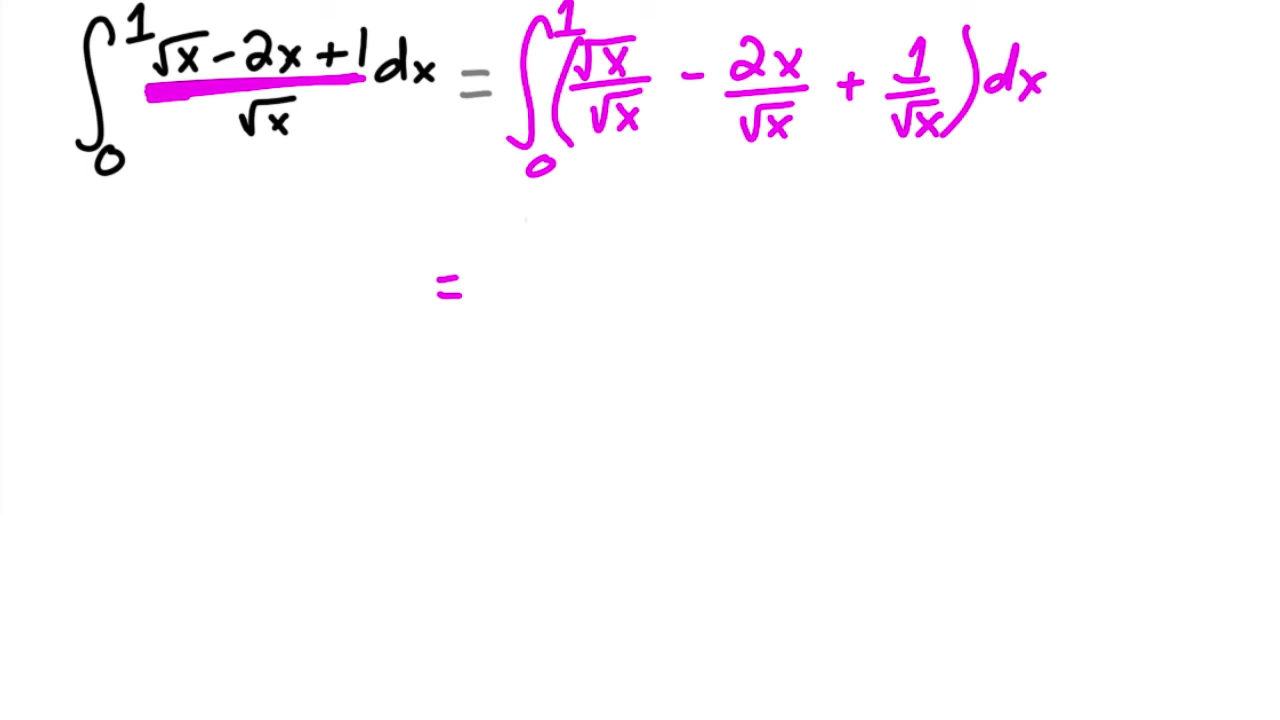 ∫₀¹ (√x − 2x + 1)/√x dx = ∫₀¹ (√x/√x − 2x/√x + 1/√x) dx
=